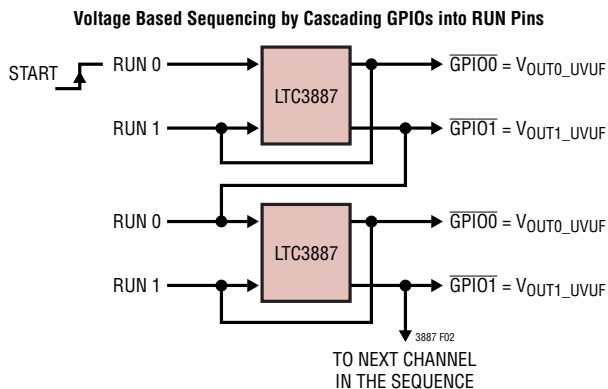 Voltage Based Sequencing by Cascading GPIOs into RUN Pins
START
RUN 0
GPIO0 = VOUT0_UVUF
LTC3887
RUN 1
GPIO1 = VOUT1_UVUF
RUN 0
GPIO0 = VOUT0_UVUF
LTC3887
RUN 1
GPIO1 = VOUT1_UVUF
3887 F02
TO NEXT CHANNEL
IN THE SEQUENCE